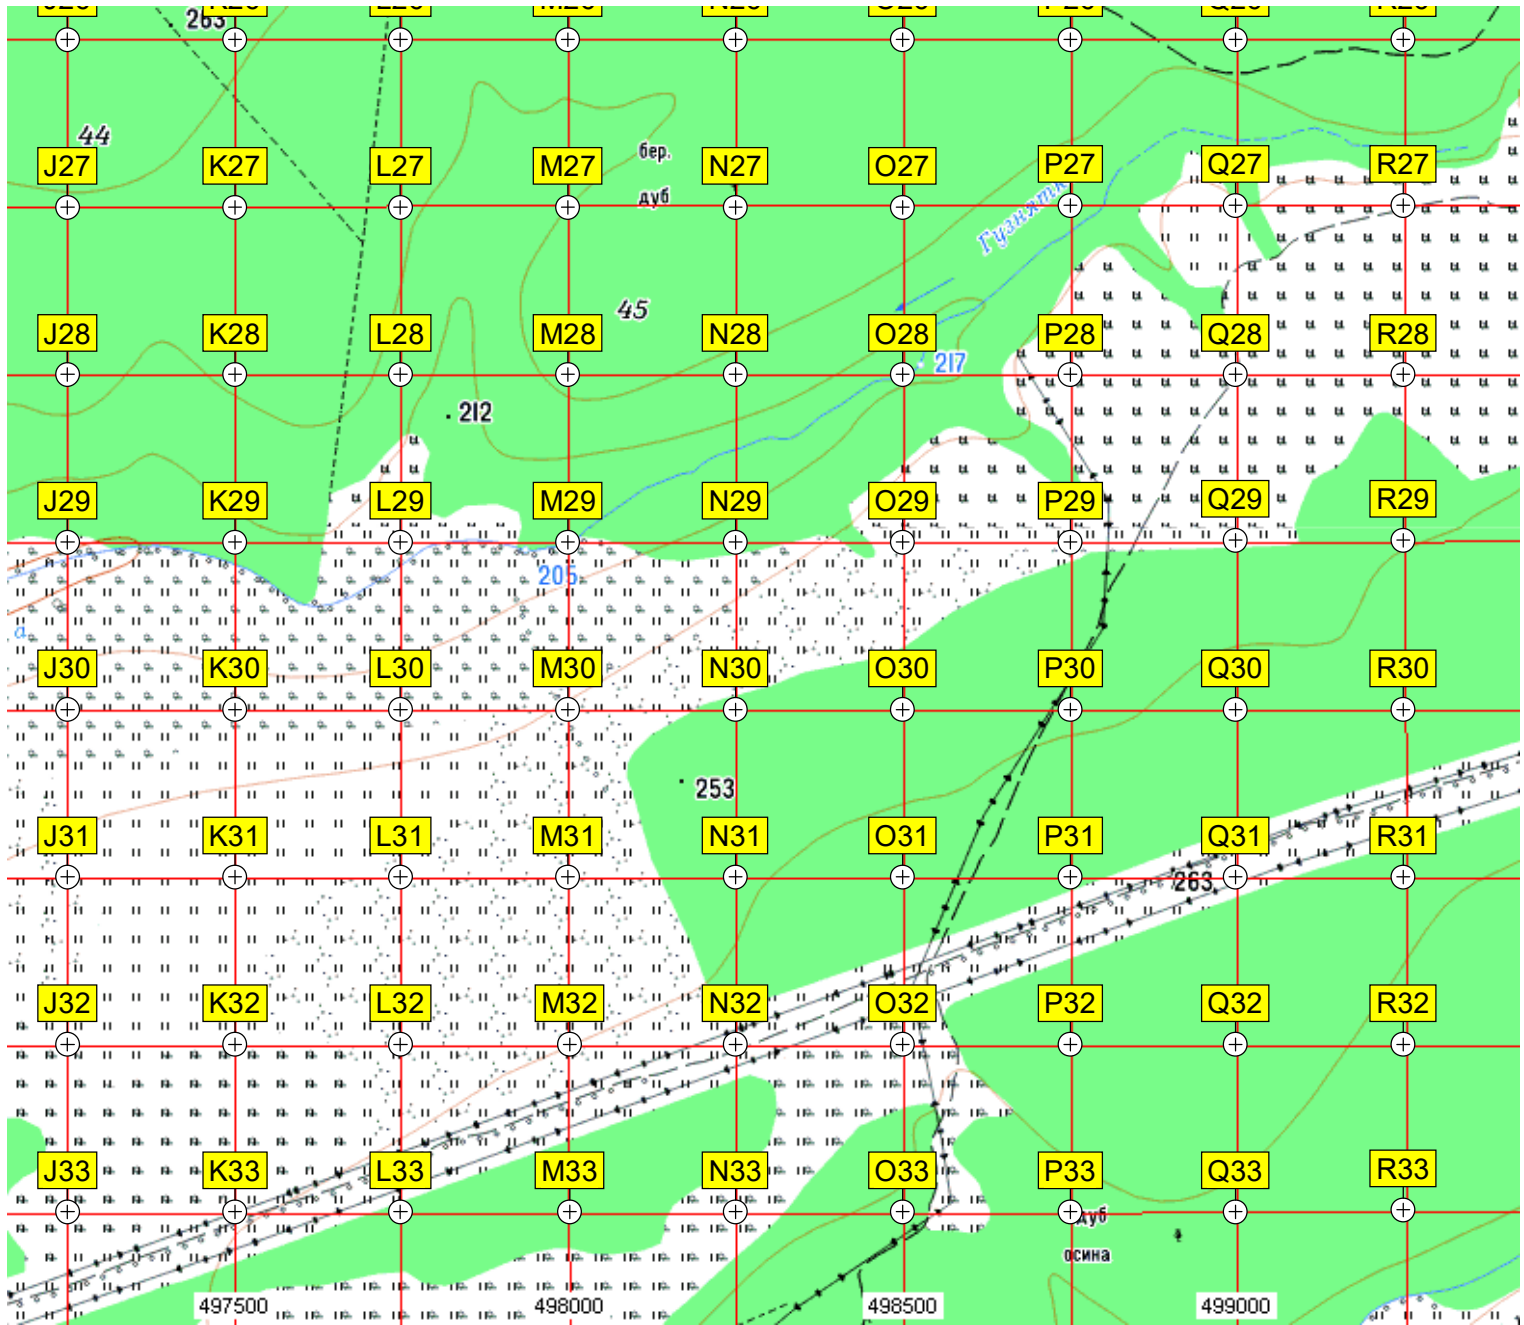 263
44
бер.
J27 K27 L27 M27 N27 O27 P27 Q27 R27
дуб
Гузнятк
45
J28 K28 L28 M28 N28 O28 P28 Q28 R28
217
212
J29 K29 L29 M29 N29 O29 P29 Q29 R29
205
а
J30 K30 L30 M30 N30 O30 P30 Q30 R30
253
J31 K31 L31 M31 N31 O31 P31 Q31 R31
263
J32 K32 L32 M32 N32 O32 P32 Q32 R32
J33 K33 L33 M33 N33 O33 P33 Q33 R33
дуб
осина
497500 498000 498500 499000